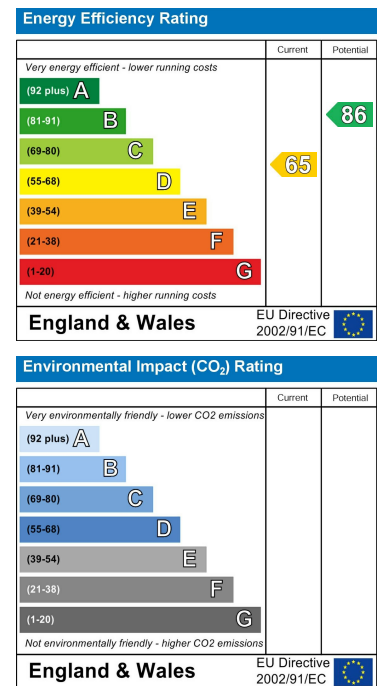 Energy Efficiency Rating
Current Potential
Very energy efficient - lower running costs
(92 plus) A
(81-91) B
86
(69-80) C
65
(55-68) D
(39-54) E
(21-38) F
(1-20) G
Not energy efficient - higher running costs
England & Wales
EU Directive
2002/91/EC
Environmental Impact (CO₂) Rating
Current Potential
Very environmentally friendly - lower CO2 emissions
(92 plus) A
(81-91) B
(69-80) C
(55-68) D
(39-54) E
(21-38) F
(1-20) G
Not environmentally friendly - higher CO2 emissions
England & Wales
EU Directive
2002/91/EC